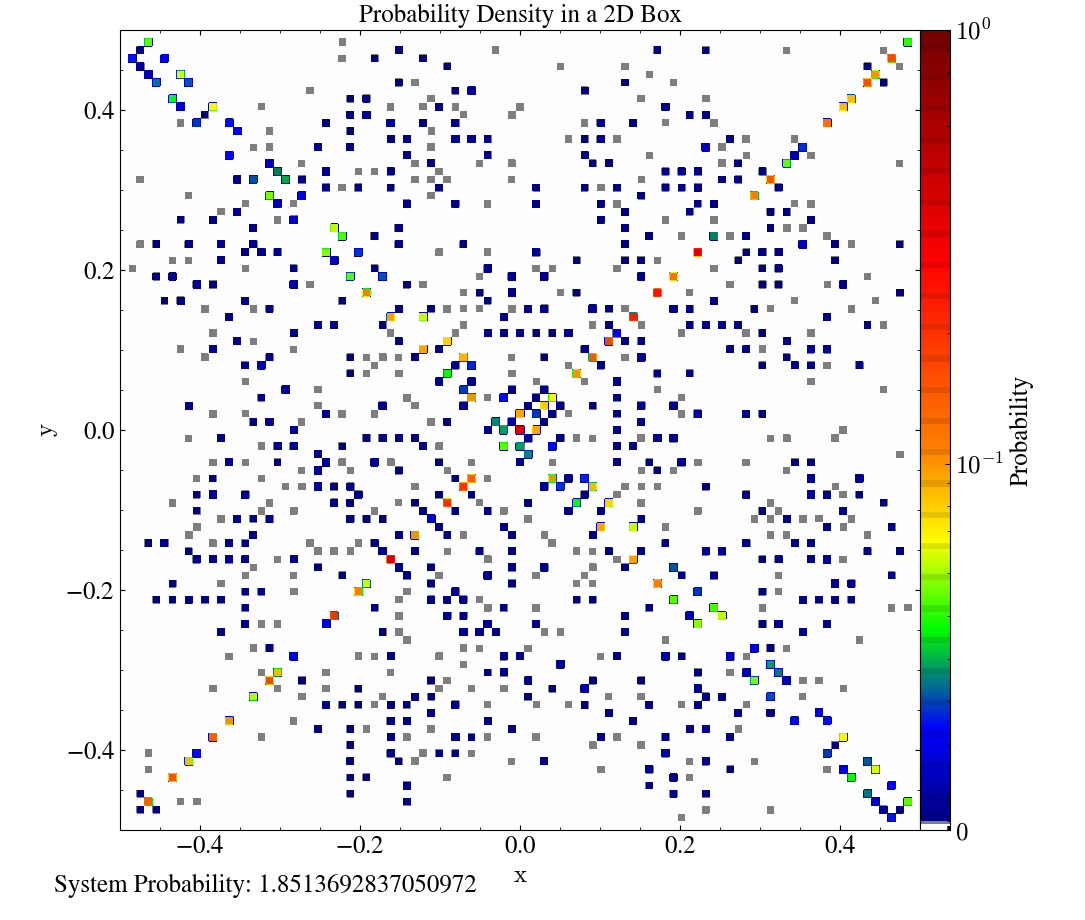 Probability Density in a 2D Box
10⁰
0.4
0.2
0.0
−0.2
−0.4
y
10⁻¹
Probability
0
−0.4 −0.2 0.0 0.2 0.4
x
System Probability: 1.8513692837050972